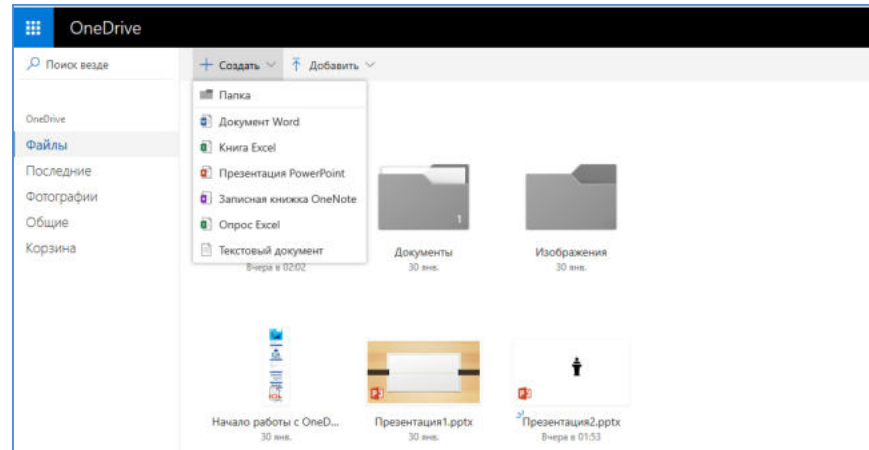 OneDrive
Поиск везде
Создать
Добавить
Папка
Документ Word
Книга Excel
Презентация PowerPoint
Записная книжка OneNote
Опрос Excel
Текстовый документ
OneDrive
Файлы
Последние
Фотографии
Общие
Корзина
1
Вчера в 02:02
Документы
30 янв.
Изображения
30 янв.
Начало работы с OneD...
30 янв.
Презентация1.pptx
30 янв.
Презентация2.pptx
Вчера в 01:53